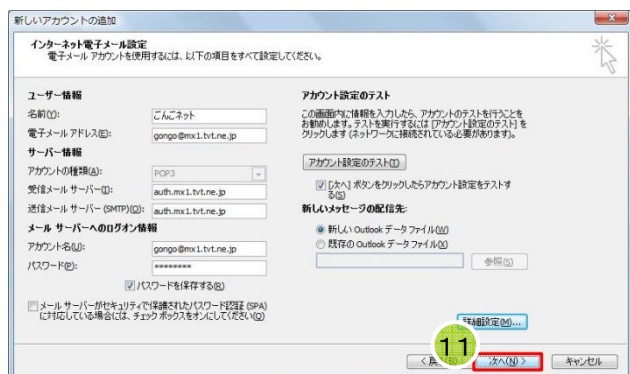 新しいアカウントの追加
インターネット電子メール設定
電子メール アカウントを使用するには、以下の項目をすべて設定してください。
ユーザー情報
名前(Y):
ごんごネット
電子メール アドレス(E):
gongo@mx1.tvt.ne.jp
サーバー情報
アカウントの種類(A):
POP3
受信メール サーバー(I):
auth.mx1.tvt.ne.jp
送信メール サーバー (SMTP)(O):
auth.mx1.tvt.ne.jp
メール サーバーへのログオン情報
アカウント名(U):
gongo@mx1.tvt.ne.jp
パスワード(P):
********
パスワードを保存する(R)
メール サーバーがセキュリティで保護されたパスワード認証 (SPA)
に対応している場合には、チェック ボックスをオンにしてください(Q)
アカウント設定のテスト
この画面内に情報を入力したら、アカウントのテストを行うことを
お勧めします。テストを実行するには [アカウント設定のテスト] を
クリックします (ネットワークに接続されている必要があります)。
アカウント設定のテスト(T)
[次へ] ボタンをクリックしたらアカウント設定をテストす
る(S)
新しいメッセージの配信先:
新しい Outlook データ ファイル(W)
既存の Outlook データ ファイル(X)
参照(S)
詳細設定(M)...
11
< 戻
次へ(N) >
キャンセル